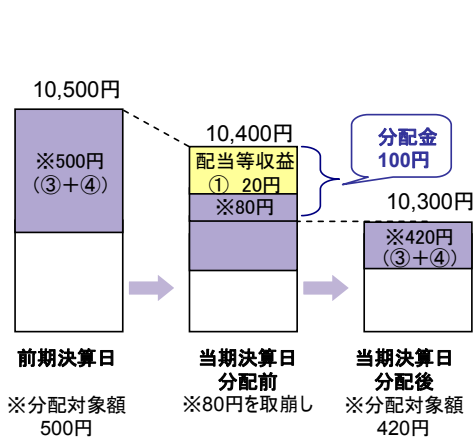 10,500円
※500円
(③+④)
10,400円
配当等収益
① 20円
※80円
分配金
100円
10,300円
※420円
(③+④)
前期決算日
当期決算日
分配前
当期決算日
分配後
※分配対象額
500円
※80円を取崩し
※分配対象額
420円